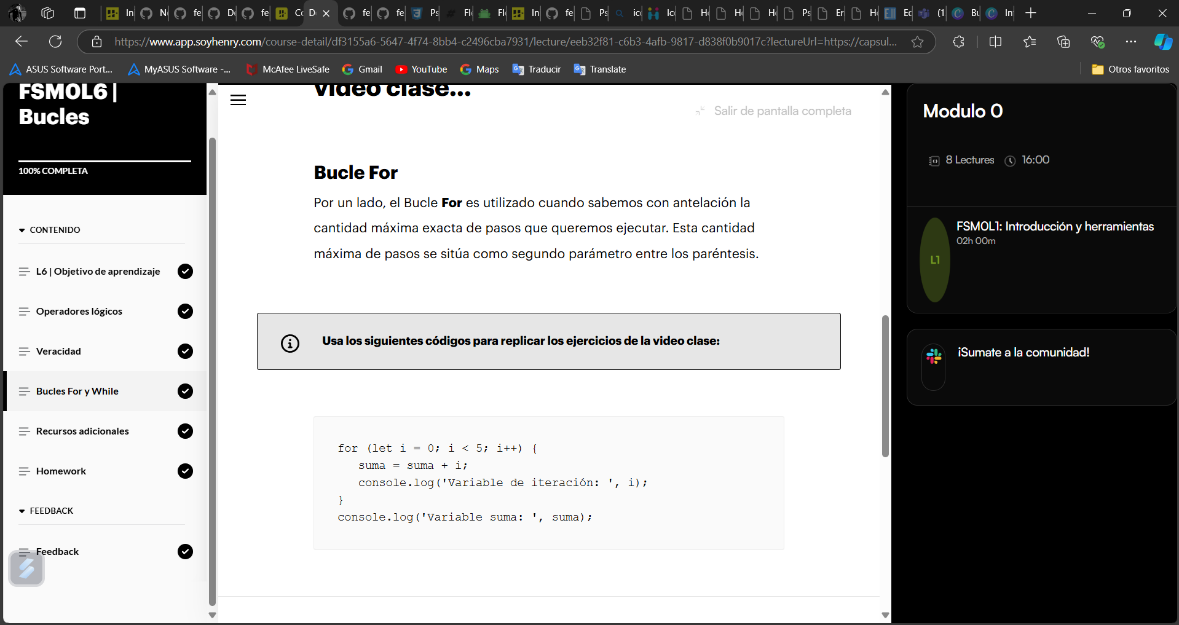 https://www.app.soyhenry.com/course-detail/df3155a6-5647-4f74-8bb4-c2496cba7931/lecture/eeb32f81-c6b3-4afb-9817-d838f0b9017c?lectureUrl=https://capsul...
ASUS Software Port...
MyASUS Software -...
McAfee LiveSafe
Gmail
YouTube
Maps
Traducir
Translate
Otros favoritos
FSM0L6 |
Bucles
100% COMPLETA
CONTENIDO
L6 | Objetivo de aprendizaje
Operadores lógicos
Veracidad
Bucles For y While
Recursos adicionales
Homework
FEEDBACK
Feedback
video clase...
Salir de pantalla completa
Bucle For
Por un lado, el Bucle For es utilizado cuando sabemos con antelación la
cantidad máxima exacta de pasos que queremos ejecutar. Esta cantidad
máxima de pasos se sitúa como segundo parámetro entre los paréntesis.
Usa los siguientes códigos para replicar los ejercicios de la video clase:
for (let i = 0; i < 5; i++) {
suma = suma + i;
console.log('Variable de iteración: ', i);
}
console.log('Variable suma: ', suma);
Modulo 0
8 Lectures
16:00
L1
FSM0L1: Introducción y herramientas
02h 00m
¡Sumate a la comunidad!